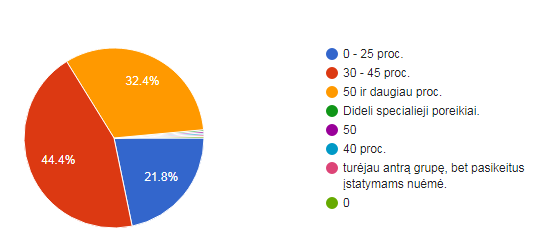 32.4%
44.4%
21.8%
0 - 25 proc.
30 - 45 proc.
50 ir daugiau proc.
Dideli specialieji poreikiai.
50
40 proc.
turėjau antrą grupę, bet pasikeitus
įstatymams nuėmė.
0